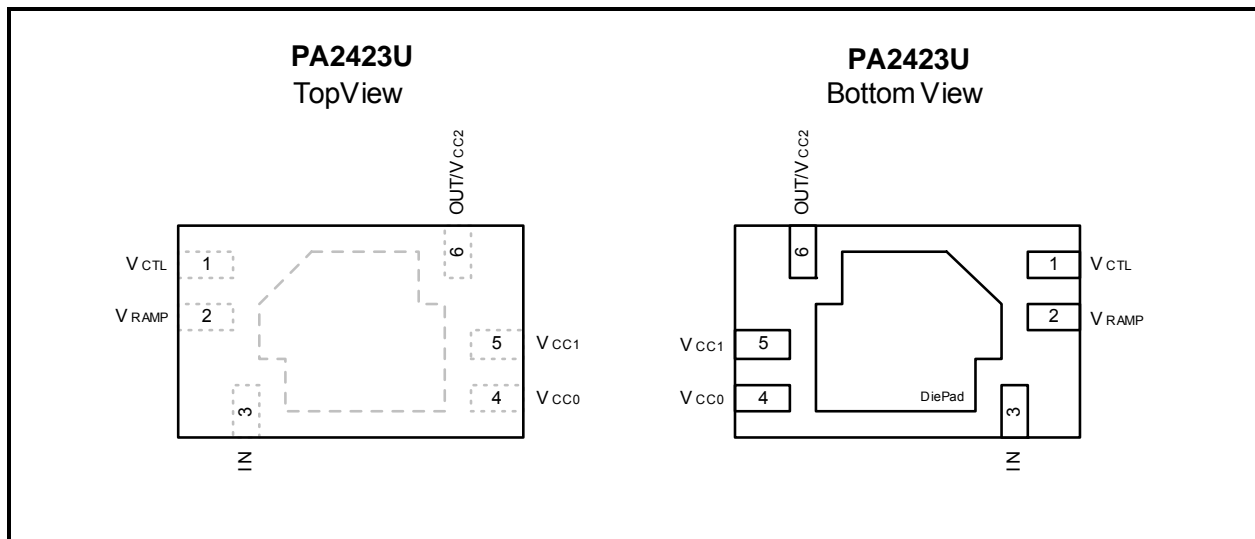 PA2423U
TopView
OUT/VCC2
6
VCTL
1
VRAMP
2
5
VCC1
4
VCC0
3
IN
PA2423U
Bottom View
OUT/VCC2
6
1
VCTL
2
VRAMP
VCC1
5
VCC0
4
DiePad
3
IN